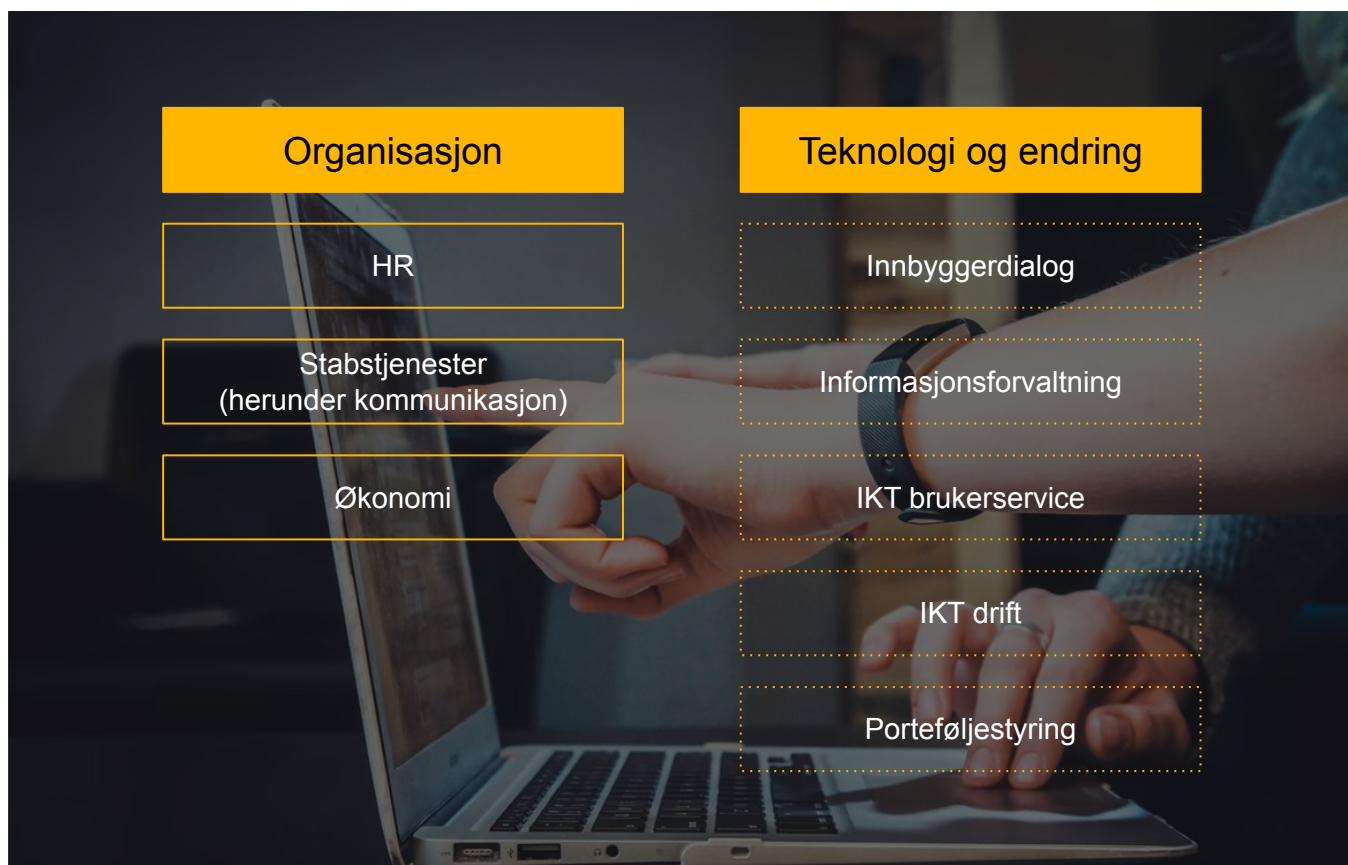 Organisasjon
HR
Stabstjenester
(herunder kommunikasjon)
Økonomi
Teknologi og endring
Innbyggerdialog
Informasjonsforvaltning
IKT brukerservice
IKT drift
Porteføljestyring